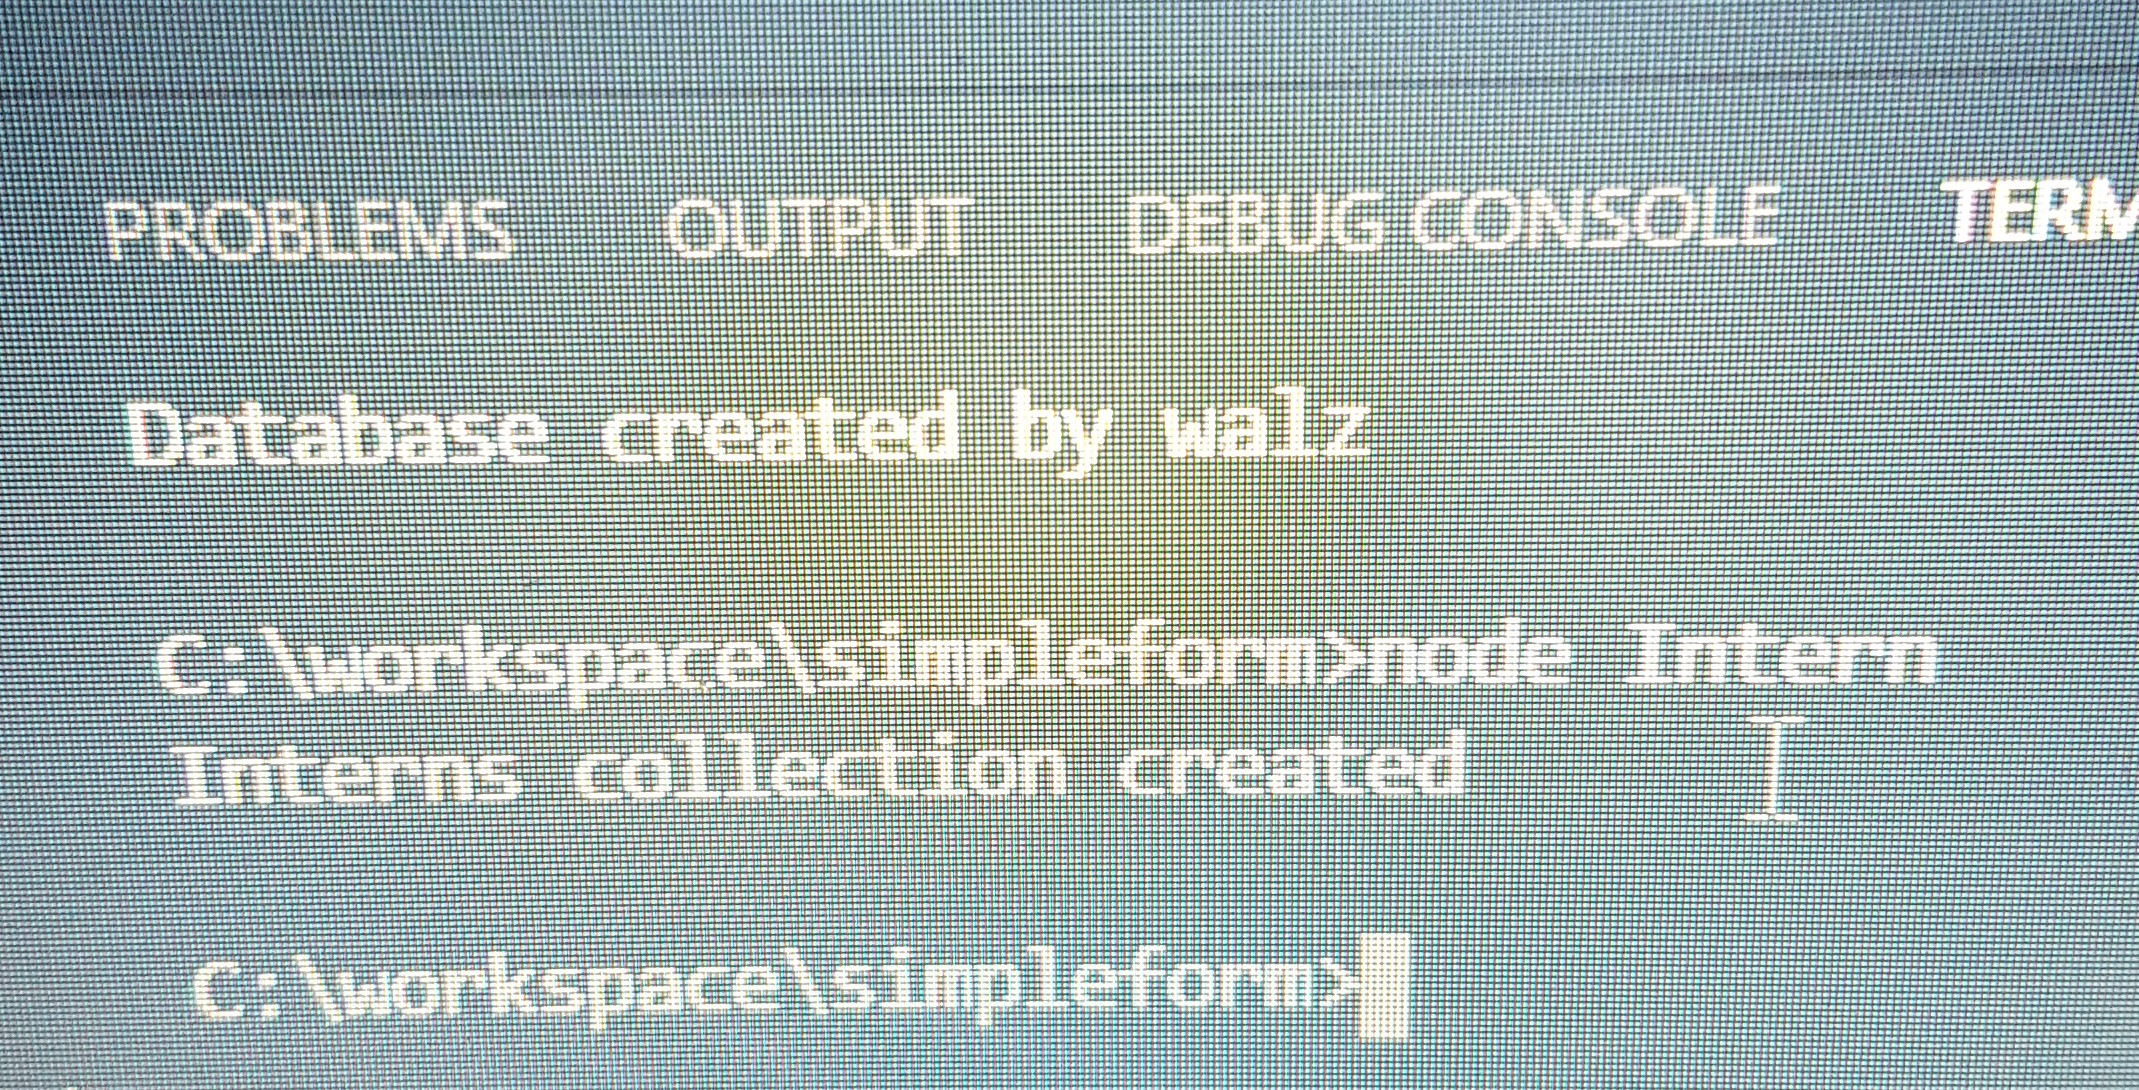 PROBLEMS OUTPUT DEBUG CONSOLE TERM
Database created by walz
C:\workspace\simpleform>node Intern
Interns collection created
C:\workspace\simpleform>